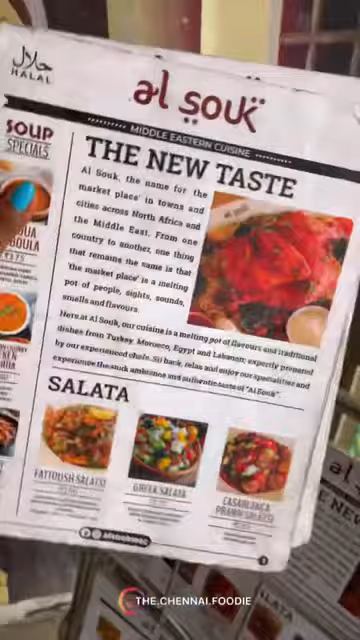 حلال
HALAL
al souk
MIDDLE EASTERN CUISINE
SOUP
SPECIALS
THE NEW TASTE
Al Souk, the name for the
market place' in towns and
cities across North Africa and
the Middle East. From one
country to another, one thing
that remains the same is that
'the market place' is a melting
pot of people, sights, sounds,
smells and flavours.
Here at Al Souk, our cuisine is a melting pot of flavours and traditional
dishes from Turkey, Morocco, Egypt and Lebanon; expertly prepared
by our experienced chefs. Sit back, relax and enjoy our specialities and
experience the souk ambience and authentic taste of "Al Souk".
SALATA
FATTOUSH SALATSI
GREEK SALATA
CASABLANCA
PRAWN SALATSI
THE.CHENNAI.FOODIE